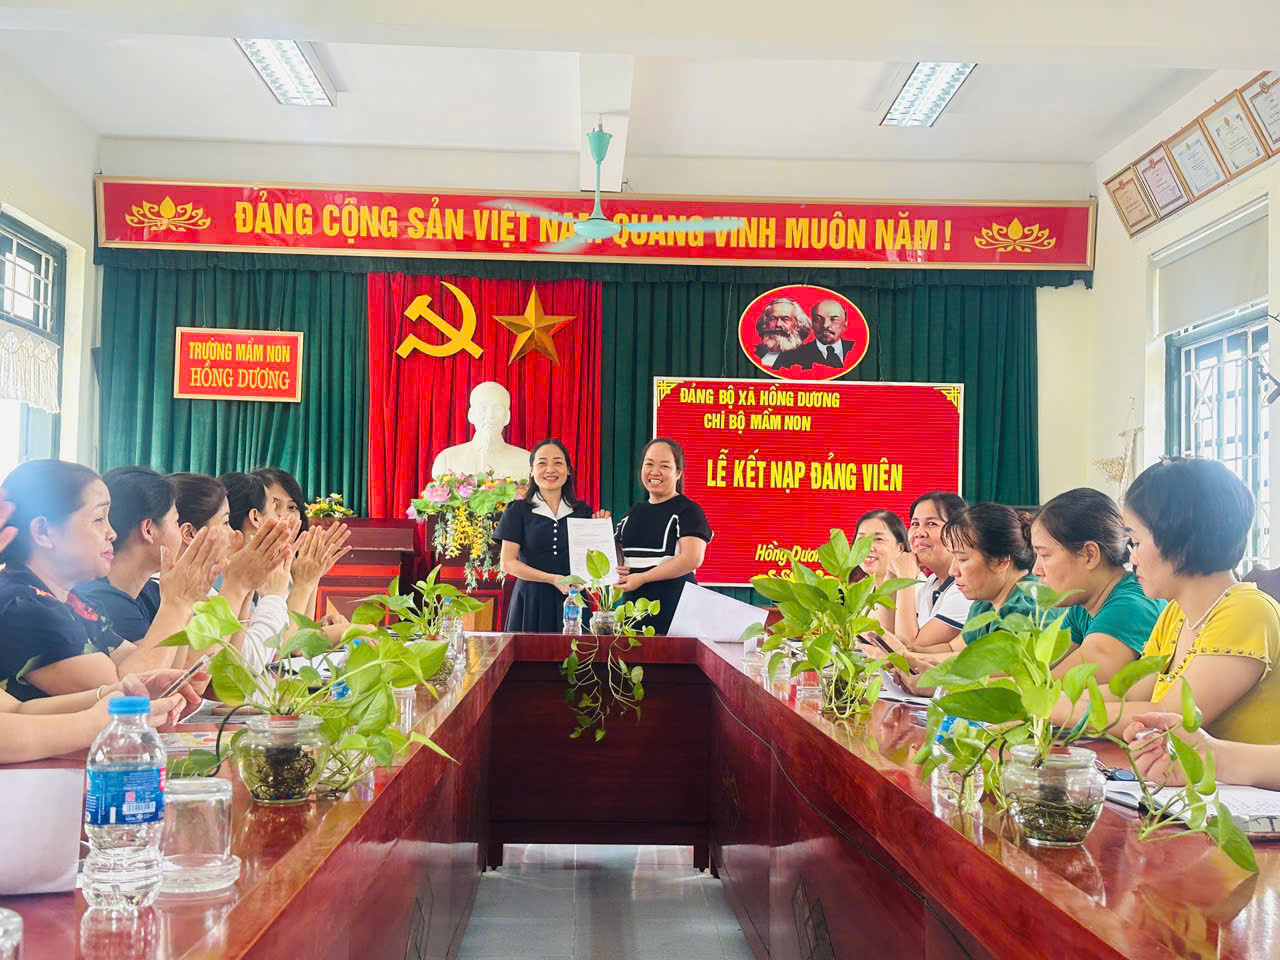 ĐẢNG CỘNG SẢN VIỆT NAM QUANG VINH MUÔN NĂM !
TRƯỜNG MẦM NON
HỒNG DƯƠNG
ĐẢNG BỘ XÃ HỒNG DƯƠNG
CHI BỘ MẦM NON
LỄ KẾT NẠP ĐẢNG VIÊN
Hồng Dương